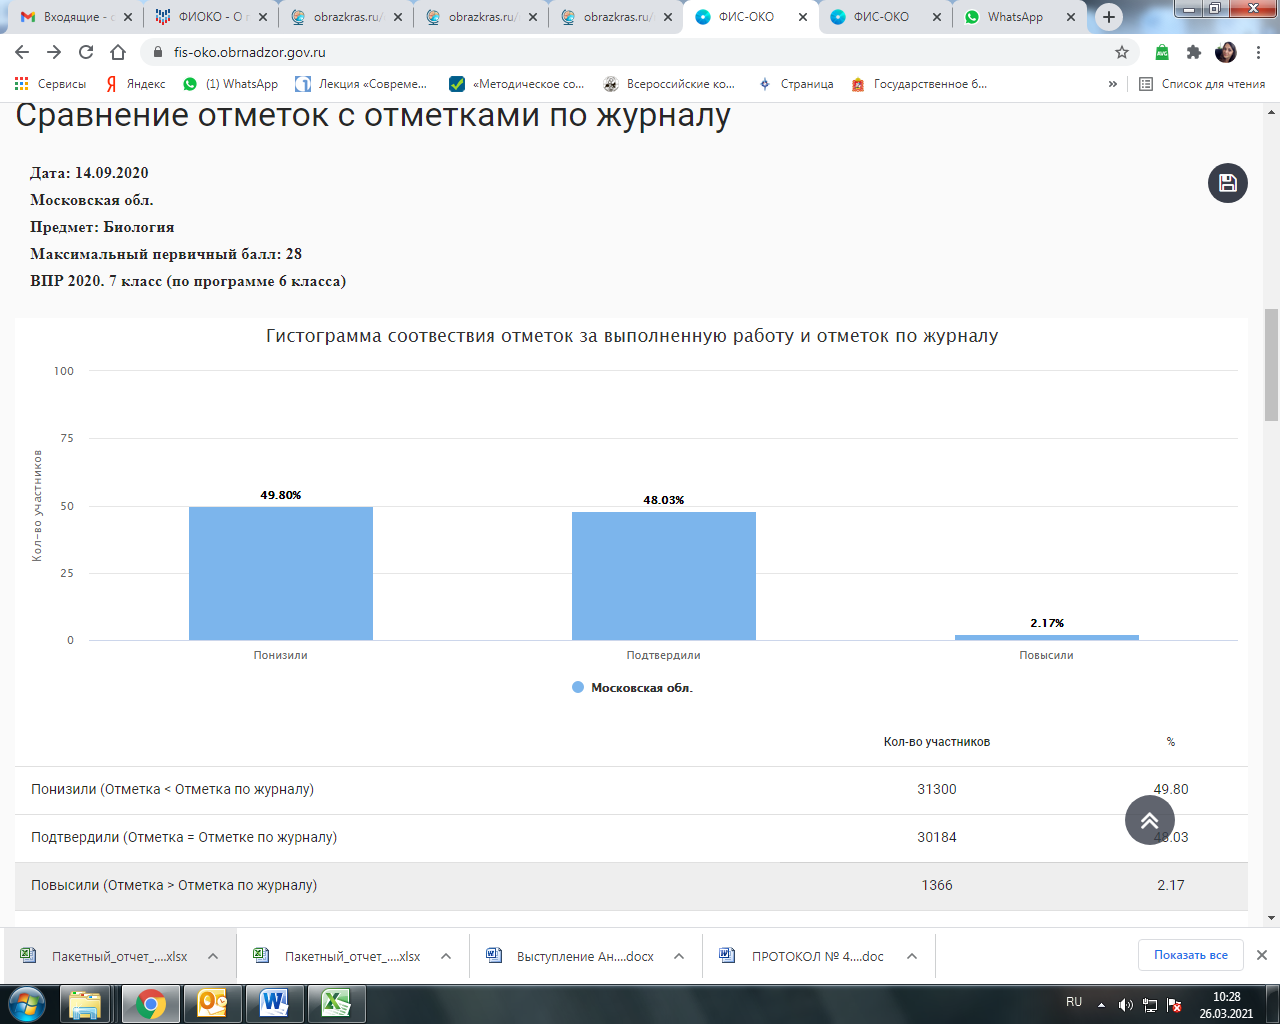 Входящие - с
ФИОКО - О п
obrazkras.ru/
obrazkras.ru/
obrazkras.ru/
ФИС-ОКО
ФИС-ОКО
WhatsApp
fis-oko.obrnadzor.gov.ru
Сервисы
Яндекс
(1) WhatsApp
Лекция «Совреме...
«Методическое со...
Всероссийские ко...
Страница
Государственное б...
»
Список для чтения
Сравнение отметок с отметками по журналу
Дата: 14.09.2020
Московская обл.
Предмет: Биология
Максимальный первичный балл: 28
ВПР 2020. 7 класс (по программе 6 класса)
Гистограмма соотвествия отметок за выполненную работу и отметок по журналу
Кол-во участников
100
75
50
25
0
49.80%
48.03%
2.17%
Понизили
Подтвердили
Повысили
Московская обл.
Кол-во участников %
Понизили (Отметка < Отметка по журналу) 31300 49.80
Подтвердили (Отметка = Отметке по журналу) 30184 48.03
Повысили (Отметка > Отметка по журналу) 1366 2.17
Пакетный_отчет_....xlsx
Пакетный_отчет_....xlsx
Выступление Ан....docx
ПРОТОКОЛ № 4....doc
Показать все
RU
10:28
26.03.2021